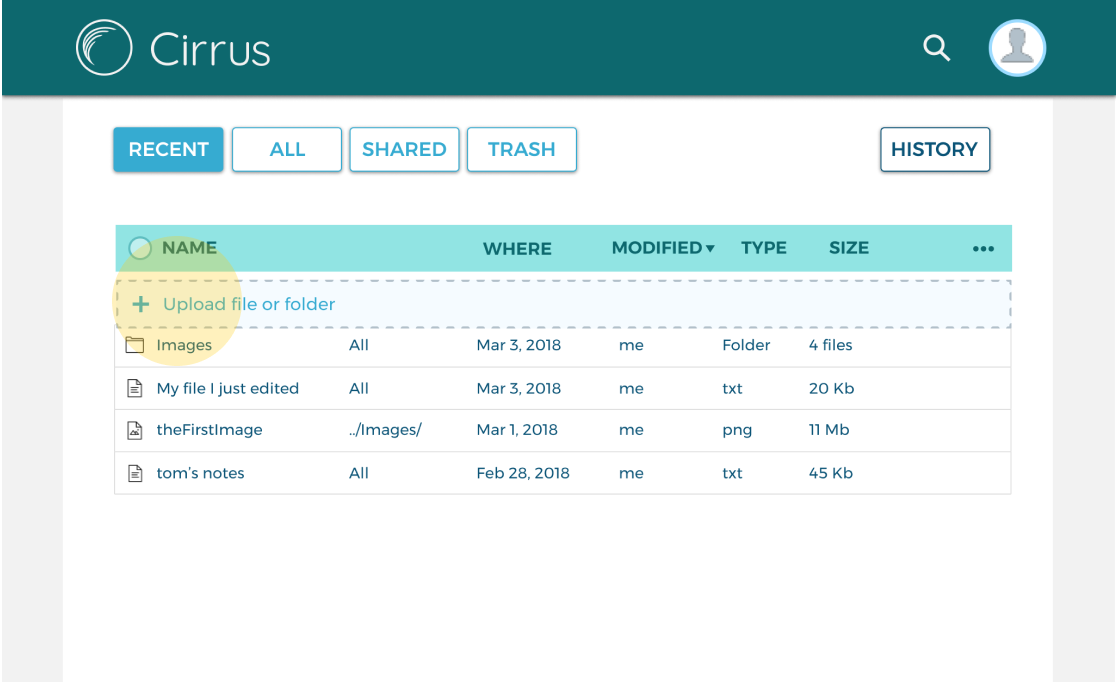 Cirrus
RECENT ALL SHARED TRASH HISTORY
NAME WHERE MODIFIED TYPE SIZE
+ Upload file or folder
Images All Mar 3, 2018 me Folder 4 files
My file I just edited All Mar 3, 2018 me txt 20 Kb
theFirstImage ../Images/ Mar 1, 2018 me png 11 Mb
tom's notes All Feb 28, 2018 me txt 45 Kb